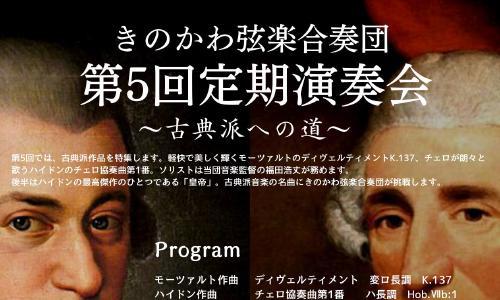 きのかわ弦楽合奏団
第5回定期演奏会
～古典派への道～
第5回では、古典派作品を特集します。軽快で美しく輝くモーツァルトのディヴェルティメントK.137、チェロが朗々と
歌うハイドンのチェロ協奏曲第1番。ソリストは当団音楽監督の福田浩丈が務めます。
後半はハイドンの最高傑作のひとつである「皇帝」。古典派音楽の名曲にきのかわ弦楽合奏団が挑戦します。
Program
モーツァルト作曲 ディヴェルティメント 変ロ長調 K.137
ハイドン作曲 チェロ協奏曲第1番 ハ長調 Hob.Ⅶb:1